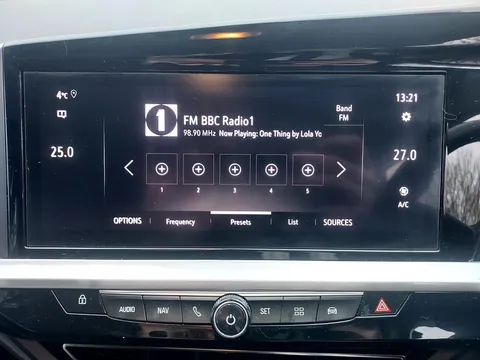 4°C
13:21
1
FM BBC Radio1
98.90 MHz Now Playing: One Thing by Lola Yo
Band
FM
25.0
27.0
1 2 3 4 5
A/C
OPTIONS Frequency Presets List SOURCES
AUDIO NAV SET